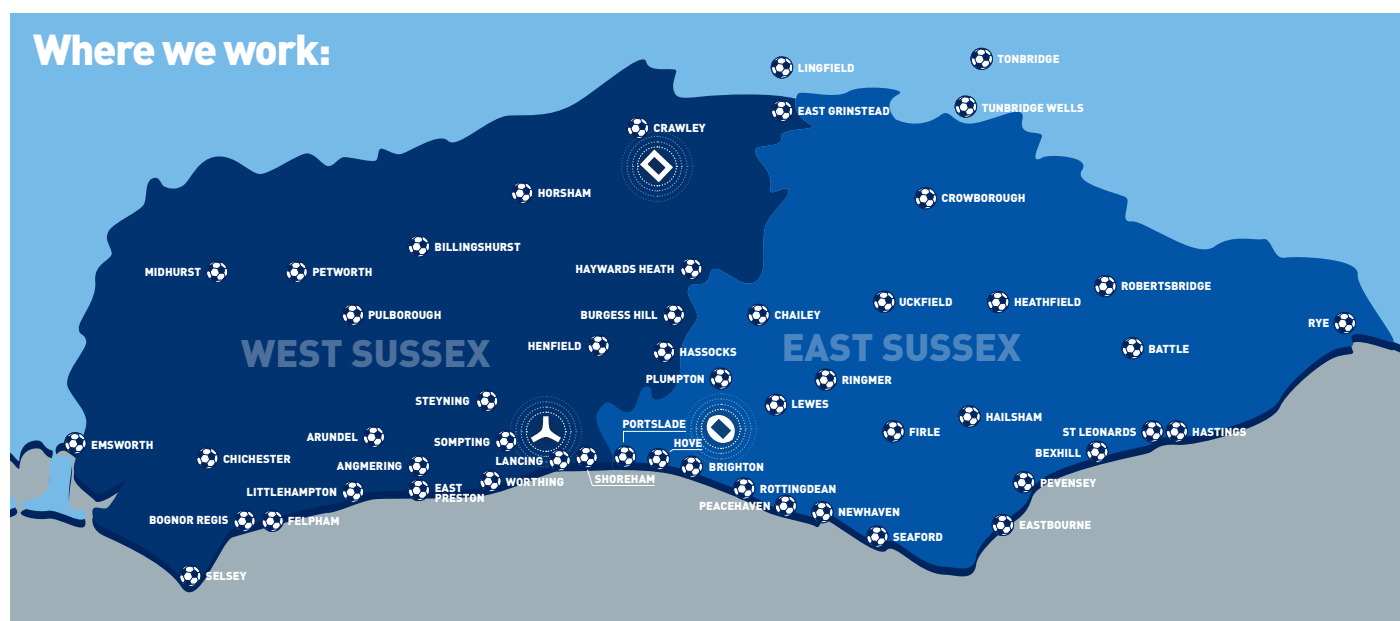 Where we work:
LINGFIELD
TONBRIDGE
EAST GRINSTEAD
TUNBRIDGE WELLS
CRAWLEY
HORSHAM
CROWBOROUGH
BILLINGSHURST
MIDHURST
PETWORTH
HAYWARDS HEATH
ROBERTSBRIDGE
UCKFIELD
HEATHFIELD
PULBOROUGH
BURGESS HILL
CHAILEY
RYE
HENFIELD
HASSOCKS
WEST SUSSEX
EAST SUSSEX
BATTLE
PLUMPTON
RINGMER
STEYNING
LEWES
HAILSHAM
PORTSLADE
ARUNDEL
SOMPTING
HOVE
FIRLE
ST LEONARDS
HASTINGS
EMSWORTH
CHICHESTER
ANGMERING
LANCING
BRIGHTON
BEXHILL
SHOREHAM
WORTHING
PEVENSEY
LITTLEHAMPTON
EAST
PRESTON
ROTTINGDEAN
PEACEHAVEN
NEWHAVEN
BOGNOR REGIS
FELPHAM
EASTBOURNE
SEAFORD
SELSEY